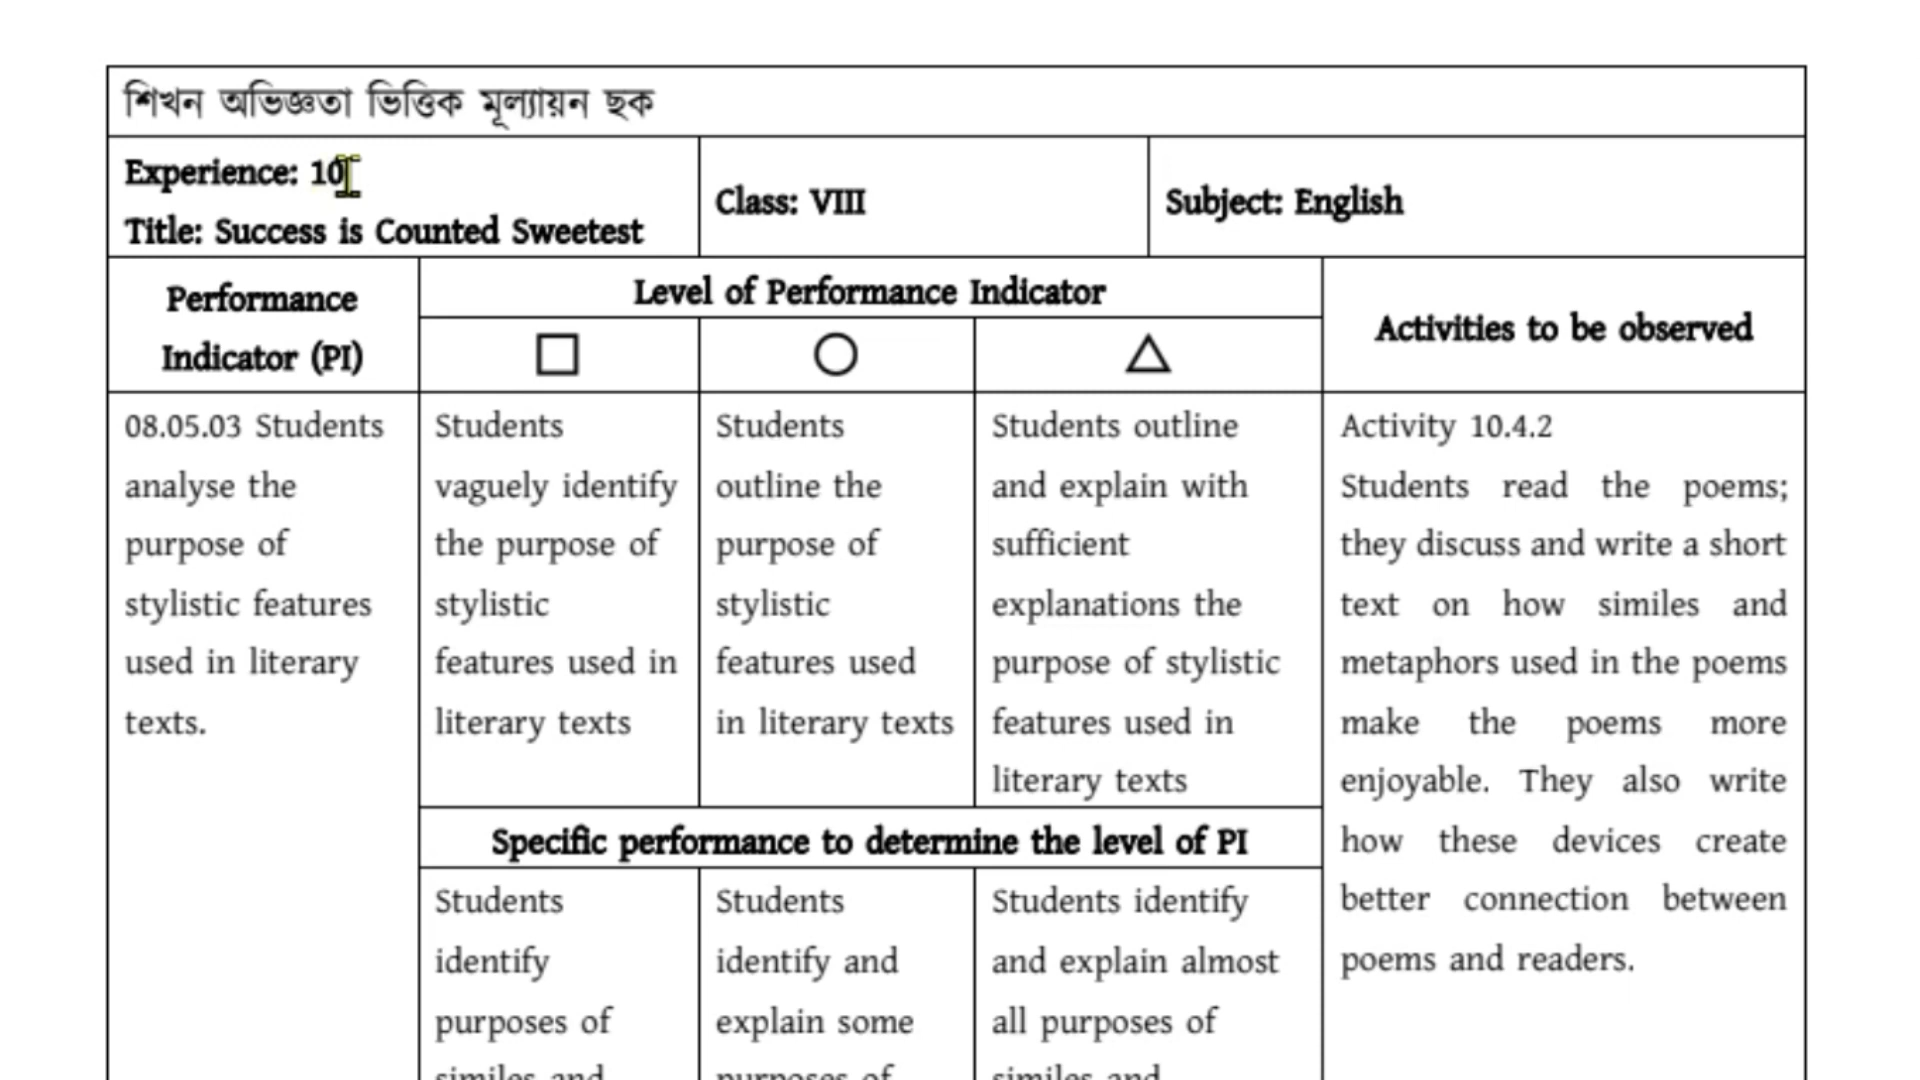 শিখন অভিজ্ঞতা ভিত্তিক মূল্যায়ন ছক
Experience: 10
Title: Success is Counted Sweetest
Class: VIII
Subject: English
Performance
Indicator (PI)
Level of Performance Indicator
Activities to be observed
08.05.03 Students
analyse the
purpose of
stylistic features
used in literary
texts.
Students
vaguely identify
the purpose of
stylistic
features used in
literary texts
Students
outline the
purpose of
stylistic
features used
in literary texts
Students outline
and explain with
sufficient
explanations the
purpose of stylistic
features used in
literary texts
Activity 10.4.2
Students read the poems;
they discuss and write a short
text on how similes and
metaphors used in the poems
make the poems more
enjoyable. They also write
how these devices create
better connection between
poems and readers.
Specific performance to determine the level of PI
Students
identify
purposes of
similes and
Students
identify and
explain some
purposes of
Students identify
and explain almost
all purposes of
similes and